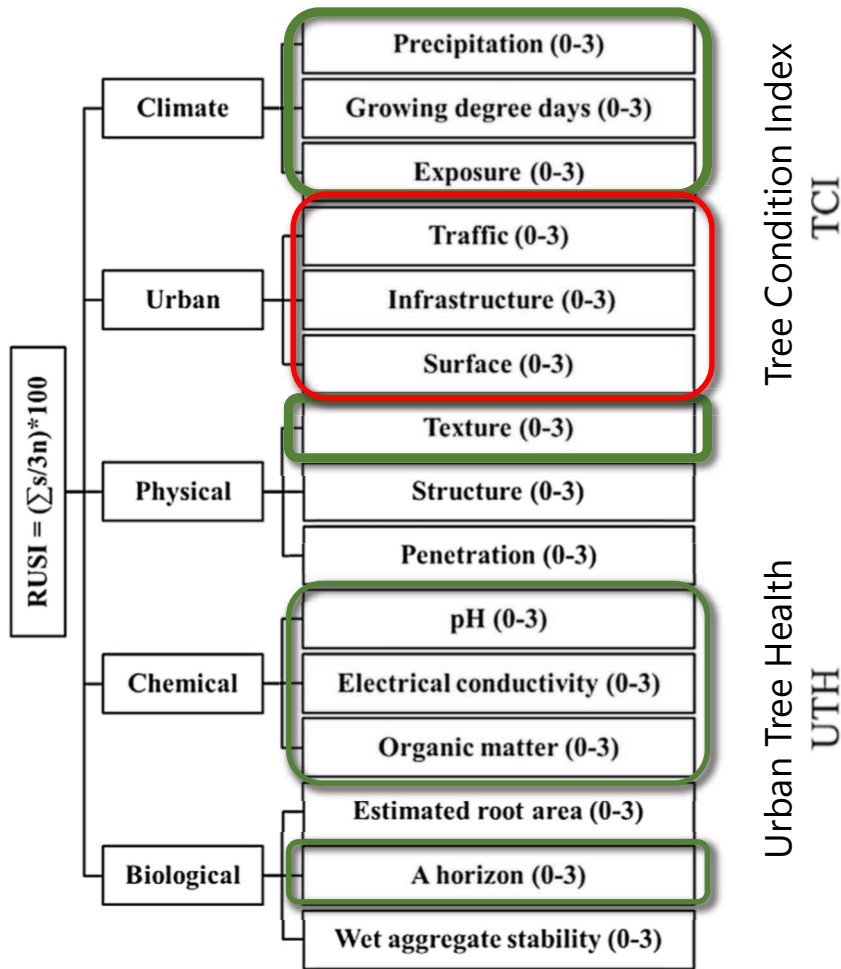 RUSI = (∑s/3n)*100
Climate
Precipitation (0-3)
Growing degree days (0-3)
Exposure (0-3)
Urban
Traffic (0-3)
Infrastructure (0-3)
Surface (0-3)
Physical
Texture (0-3)
Structure (0-3)
Penetration (0-3)
Chemical
pH (0-3)
Electrical conductivity (0-3)
Organic matter (0-3)
Biological
Estimated root area (0-3)
A horizon (0-3)
Wet aggregate stability (0-3)
Tree Condition Index
TCI
Urban Tree Health
UTH